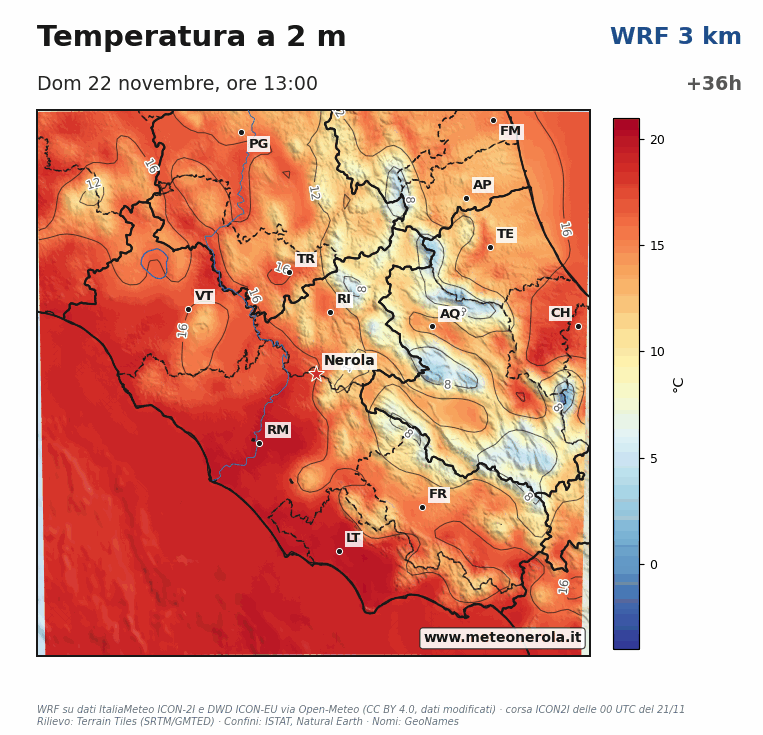 Temperatura a 2 m
WRF 3 km
Dom 22 novembre, ore 13:00
+36h
FM
PG
12
16
12
8
AP
16
TE
TR
16
16
VT
RI
8
AQ
CH
16
Nerola
8
8
RM
8
8
FR
LT
16
www.meteonerola.it
20
15
10
5
0
°C
WRF su dati ItaliaMeteo ICON-2I e DWD ICON-EU via Open-Meteo (CC BY 4.0, dati modificati) · corsa ICON2I delle 00 UTC del 21/11
Rilievo: Terrain Tiles (SRTM/GMTED) · Confini: ISTAT, Natural Earth · Nomi: GeoNames